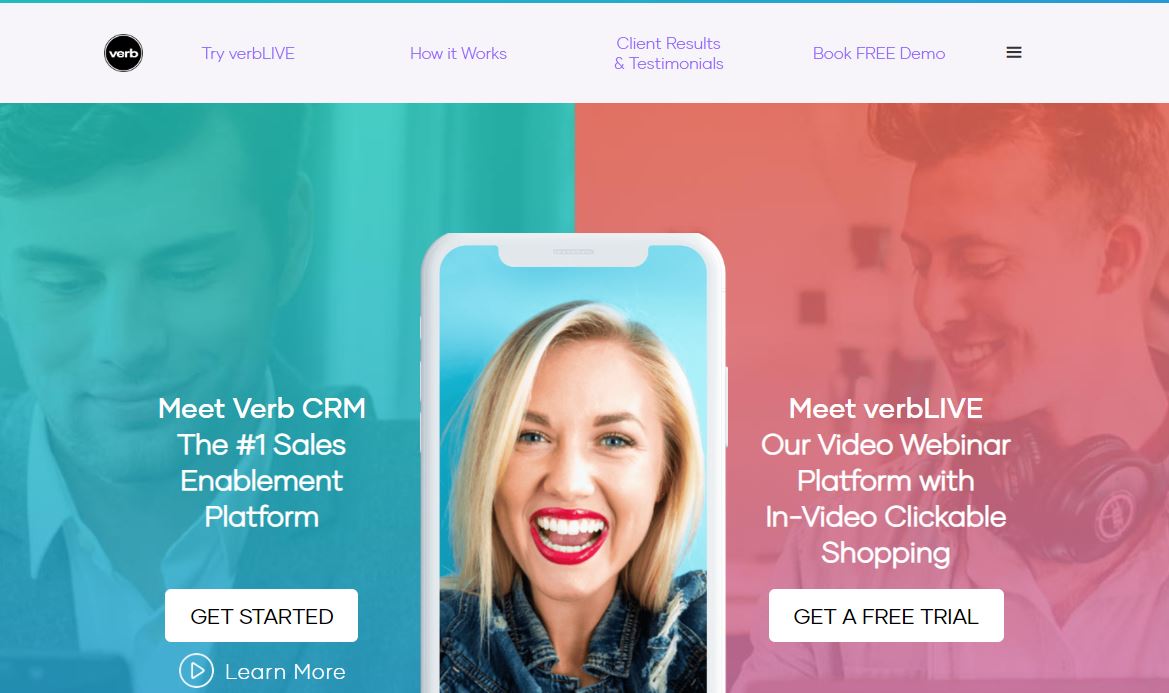 verb
Try verbLIVE
How it Works
Client Results
& Testimonials
Book FREE Demo
Meet Verb CRM
The #1 Sales
Enablement
Platform
GET STARTED
Learn More
Meet verbLIVE
Our Video Webinar
Platform with
In-Video Clickable
Shopping
GET A FREE TRIAL